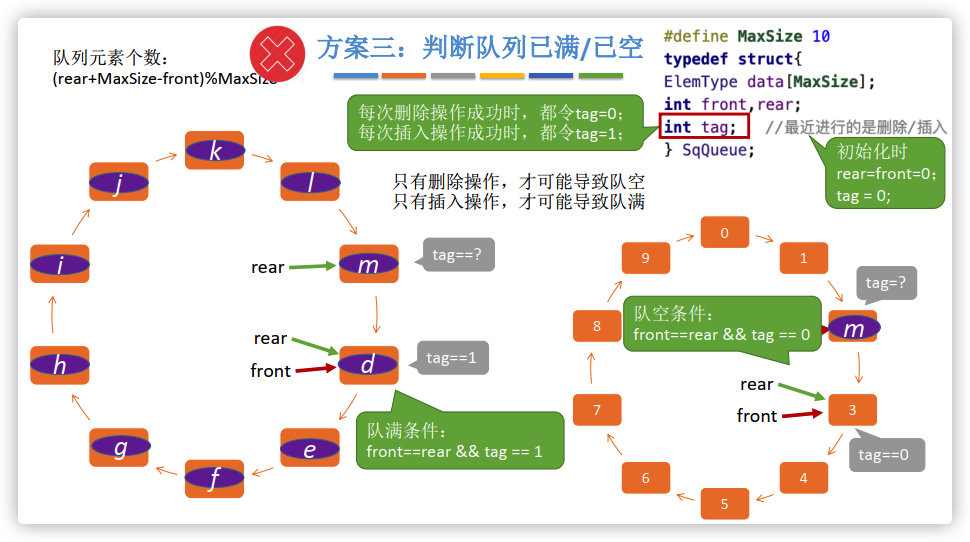 队列元素个数：
(rear+MaxSize-front)%MaxSize
方案三：判断队列已满/已空
#define MaxSize 10
typedef struct{
ElemType data[MaxSize];
int front,rear;
int tag; //最近进行的是删除/插入
} SqQueue;
每次删除操作成功时，都令tag=0；
每次插入操作成功时，都令tag=1；
初始化时
rear=front=0；
tag = 0;
只有删除操作，才可能导致队空
只有插入操作，才可能导致队满
k
j
l
i
rear
m
tag==?
rear
front
d
tag==1
h
g
f
e
队满条件：
front==rear && tag == 1
0
9
1
tag=?
8
队空条件：
front==rear && tag == 0
m
rear
front
3
7
tag==0
6
4
5